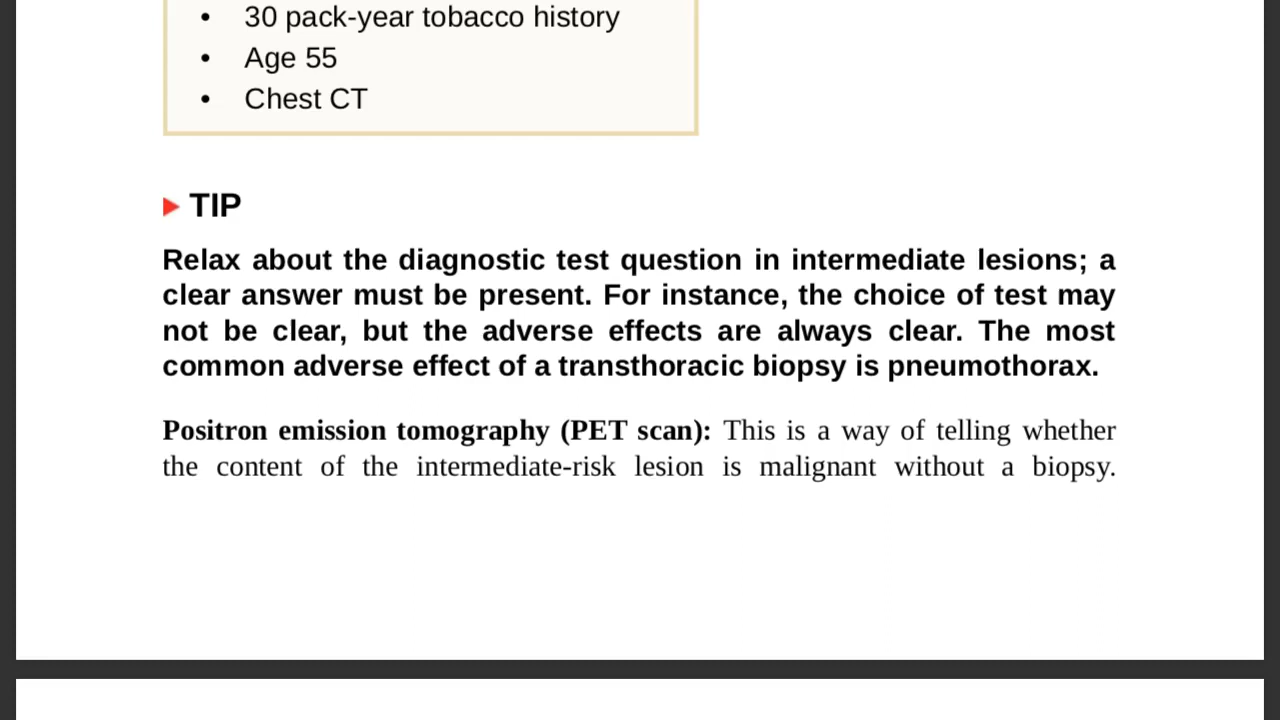 • 30 pack-year tobacco history
• Age 55
• Chest CT
TIP
Relax about the diagnostic test question in intermediate lesions; a
clear answer must be present. For instance, the choice of test may
not be clear, but the adverse effects are always clear. The most
common adverse effect of a transthoracic biopsy is pneumothorax.
Positron emission tomography (PET scan): This is a way of telling whether
the content of the intermediate-risk lesion is malignant without a biopsy.